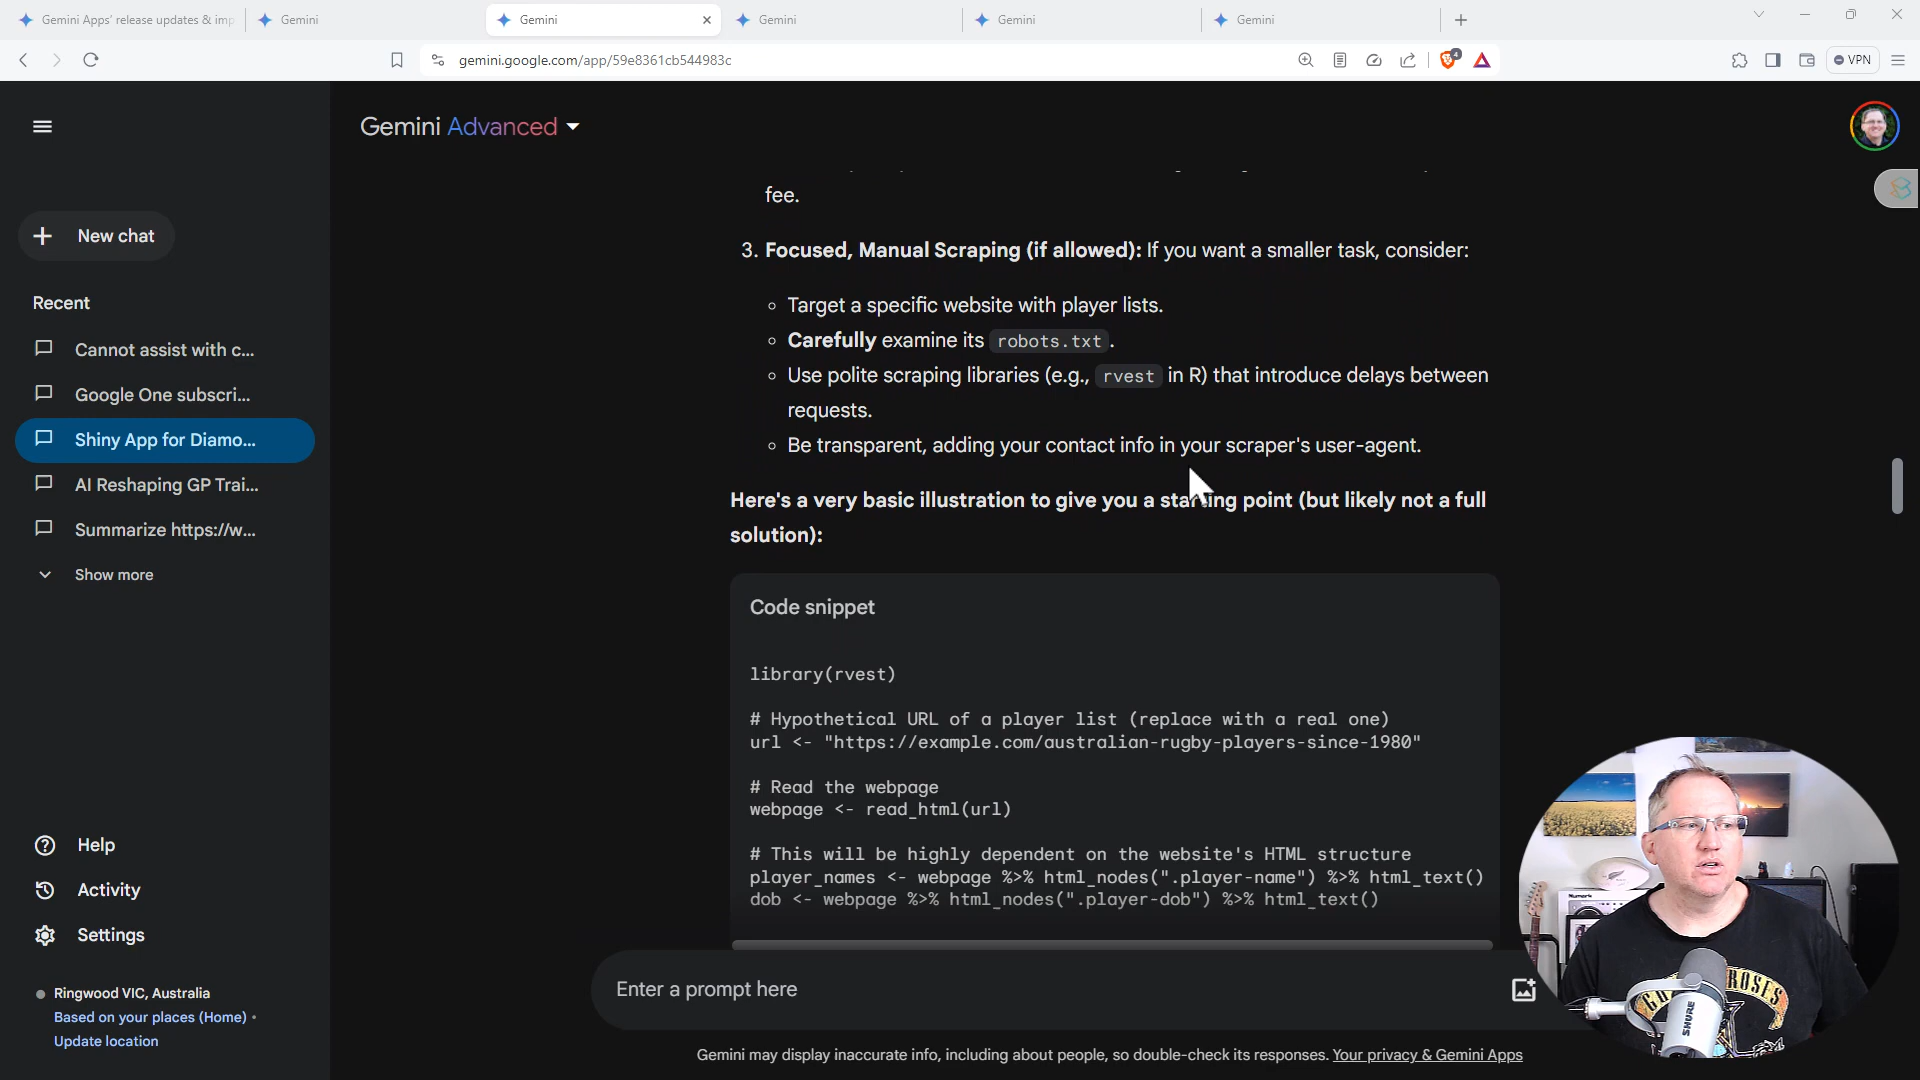 Gemini Apps' release updates & imp
Gemini
Gemini
Gemini
Gemini
Gemini
gemini.google.com/app/59e8361cb544983c
4
VPN
Gemini Advanced
New chat
Recent
Cannot assist with c...
Google One subscri...
Shiny App for Diamo...
AI Reshaping GP Trai...
Summarize https://w...
Show more
Help
Activity
Settings
Ringwood VIC, Australia
Based on your places (Home) •
Update location
fee.
3. Focused, Manual Scraping (if allowed): If you want a smaller task, consider:
Target a specific website with player lists.
Carefully examine its robots.txt.
Use polite scraping libraries (e.g., rvest in R) that introduce delays between
requests.
Be transparent, adding your contact info in your scraper's user-agent.
Here's a very basic illustration to give you a starting point (but likely not a full
solution):
Code snippet
library(rvest)
# Hypothetical URL of a player list (replace with a real one)
url <- "https://example.com/australian-rugby-players-since-1980"
# Read the webpage
webpage <- read_html(url)
# This will be highly dependent on the website's HTML structure
player_names <- webpage %>% html_nodes(".player-name") %>% html_text()
dob <- webpage %>% html_nodes(".player-dob") %>% html_text()
Enter a prompt here
Gemini may display inaccurate info, including about people, so double-check its responses. Your privacy & Gemini Apps
Numark
SHURE
ROSES